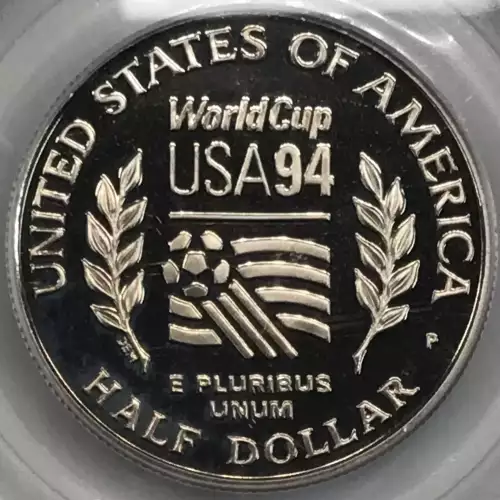 UNITED STATES OF AMERICA
WorldCup
USA94
P
E PLURIBUS
UNUM
HALF DOLLAR